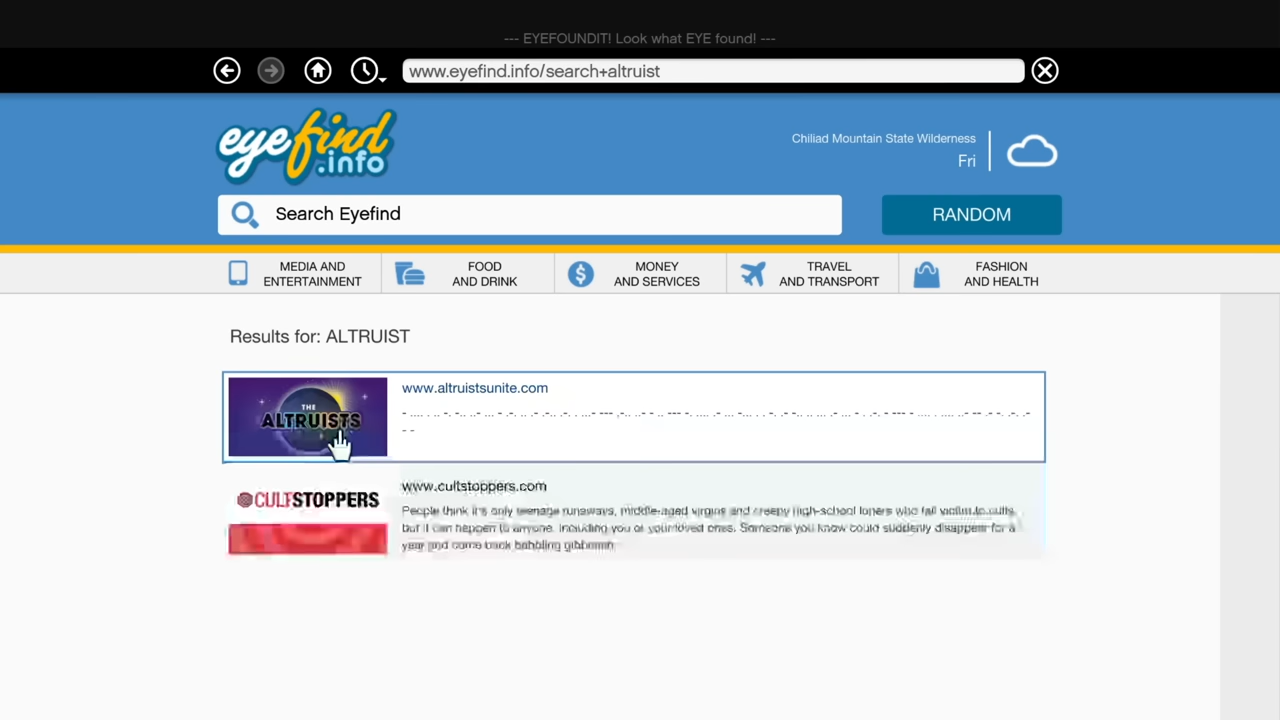 --- EYEFOUNDIT! Look what EYE found! ---
www.eyefind.info/search+altruist
eyefind
.info
Chiliad Mountain State Wilderness
Fri
Search Eyefind
RANDOM
MEDIA AND
ENTERTAINMENT
FOOD
AND DRINK
MONEY
AND SERVICES
TRAVEL
AND TRANSPORT
FASHION
AND HEALTH
Results for: ALTRUIST
THE
ALTRUISTS
www.altruistsunite.com
CULTSTOPPERS
www.cultstoppers.com
People think it's only teenage runaways, middle-aged virgins and creepy high-school loners who fall victim to cults,
but it can happen to anyone. Including you or your loved ones. Someone you know could suddenly disappear for a
year and come back babbling gibberish